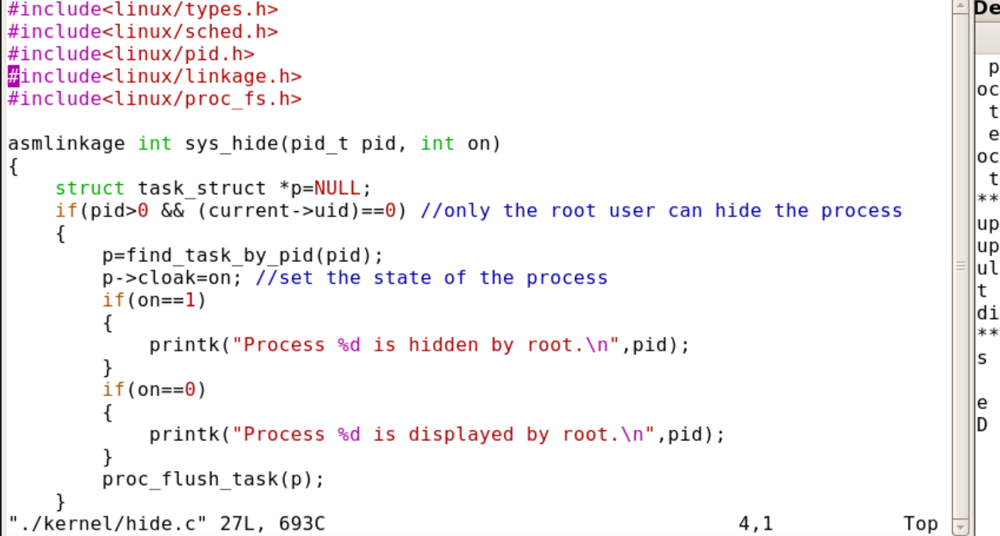 #include<linux/types.h>
#include<linux/sched.h>
#include<linux/pid.h>
#include<linux/linkage.h>
#include<linux/proc_fs.h>
asmlinkage int sys_hide(pid_t pid, int on)
{
    struct task_struct *p=NULL;
    if(pid>0 && (current->uid)==0) //only the root user can hide the process
    {
        p=find_task_by_pid(pid);
        p->cloak=on; //set the state of the process
        if(on==1)
        {
            printk("Process %d is hidden by root.\n",pid);
        }
        if(on==0)
        {
            printk("Process %d is displayed by root.\n",pid);
        }
        proc_flush_task(p);
    }
"./kernel/hide.c" 27L, 693C 4,1 Top
De
p
oc
t
e
oc
t
**
up
up
ul
t
di
**
s
e
D